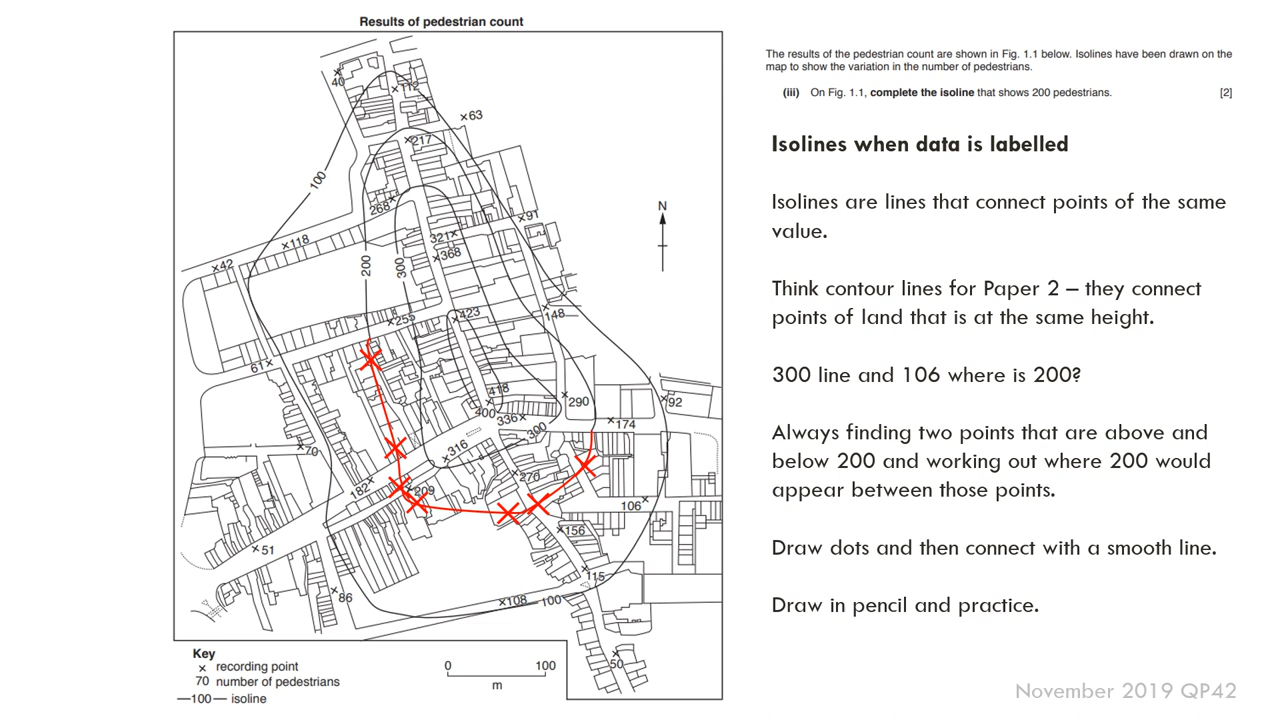 Results of pedestrian count
40
112
63
217
100
268
91
118
321
368
42
200
300
423
148
255
61
418
290
92
400
336
174
300
316
70
276
182
209
106
156
51
115
86
108
100
50
N
Key
recording point
70 number of pedestrians
100 isoline
0 100
m
The results of the pedestrian count are shown in Fig. 1.1 below. Isolines have been drawn on the
map to show the variation in the number of pedestrians.
(iii) On Fig. 1.1, complete the isoline that shows 200 pedestrians. [2]
Isolines when data is labelled
Isolines are lines that connect points of the same
value.
Think contour lines for Paper 2 – they connect
points of land that is at the same height.
300 line and 106 where is 200?
Always finding two points that are above and
below 200 and working out where 200 would
appear between those points.
Draw dots and then connect with a smooth line.
Draw in pencil and practice.
November 2019 QP42